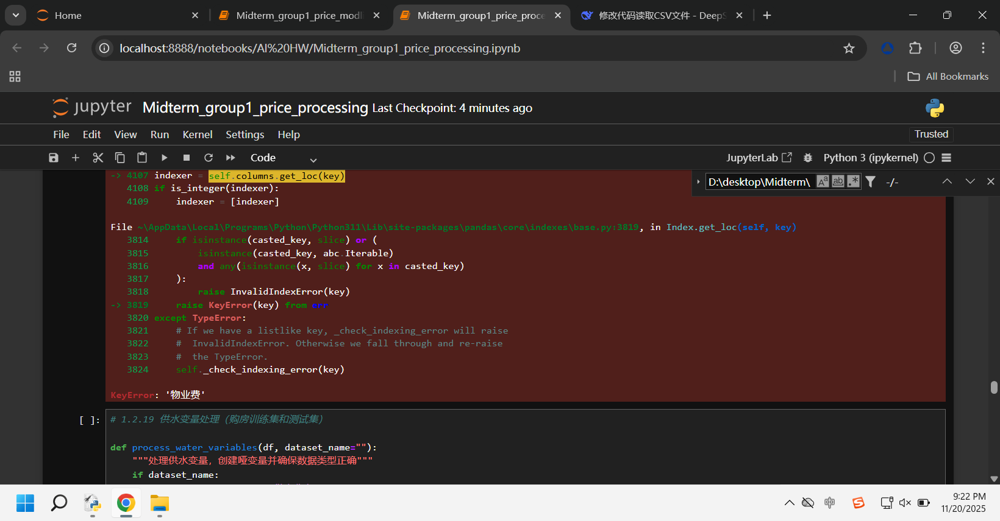 Home
Midterm_group1_price_modl
Midterm_group1_price_proce
修改代码读取CSV文件 - DeepS
localhost:8888/notebooks/AI%20HW/Midterm_group1_price_processing.ipynb
All Bookmarks
jupyter Midterm_group1_price_processing Last Checkpoint: 4 minutes ago
File Edit View Run Kernel Settings Help
Trusted
Code
JupyterLab
Python 3 (ipykernel)
D:\desktop\Midterm\
Aª ab .* -/-
-> 4107 indexer = self.columns.get_loc(key)
4108 if is_integer(indexer):
4109     indexer = [indexer]
File ~\AppData\Local\Programs\Python\Python311\Lib\site-packages\pandas\core\indexes\base.py:3819, in Index.get_loc(self, key)
3814     if isinstance(casted_key, slice) or (
3815         isinstance(casted_key, abc.Iterable)
3816         and any(isinstance(x, slice) for x in casted_key)
3817     ):
3818         raise InvalidIndexError(key)
-> 3819     raise KeyError(key) from err
3820 except TypeError:
3821     # If we have a listlike key, _check_indexing_error will raise
3822     #  InvalidIndexError. Otherwise we fall through and re-raise
3823     #  the TypeError.
3824     self._check_indexing_error(key)
KeyError: '物业费'
[ ]:
# 1.2.19 供水变量处理（购房训练集和测试集）
def process_water_variables(df, dataset_name=""):
"""处理供水变量，创建哑变量并确保数据类型正确"""
if dataset_name:
中
9:22 PM
11/20/2025